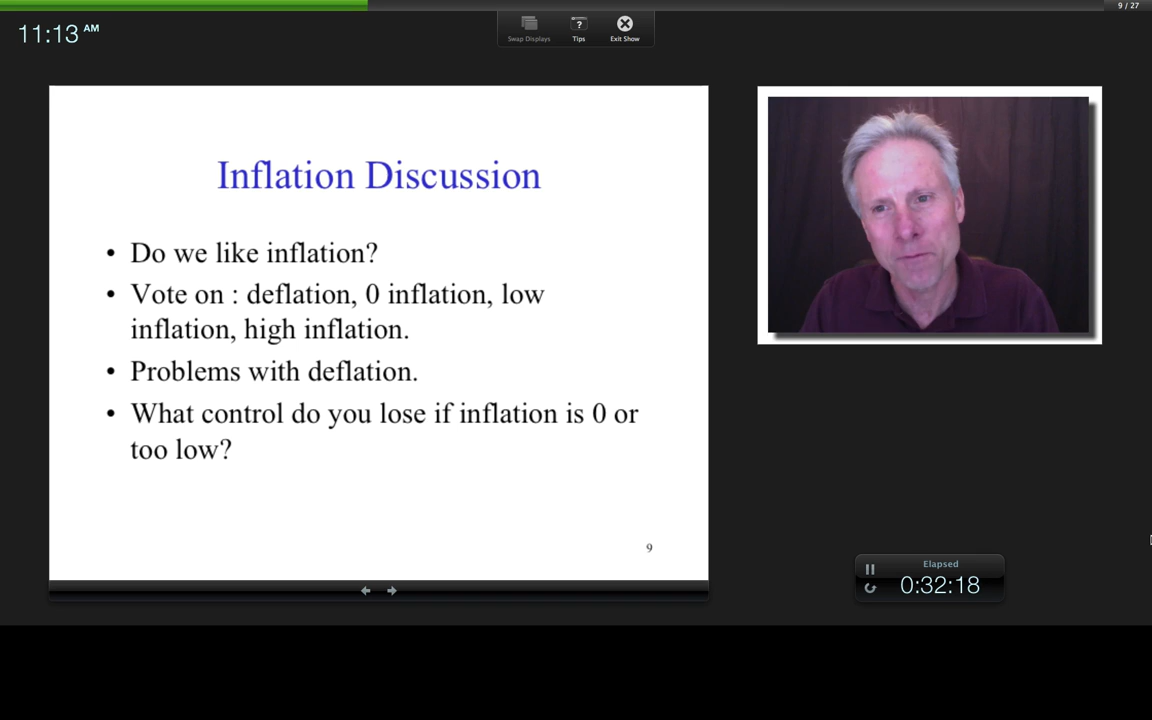 9 / 27
11:13 AM
Swap Displays
Tips
Exit Show
Inflation Discussion
• Do we like inflation?
• Vote on : deflation, 0 inflation, low
inflation, high inflation.
• Problems with deflation.
• What control do you lose if inflation is 0 or
too low?
9
Elapsed
0:32:18